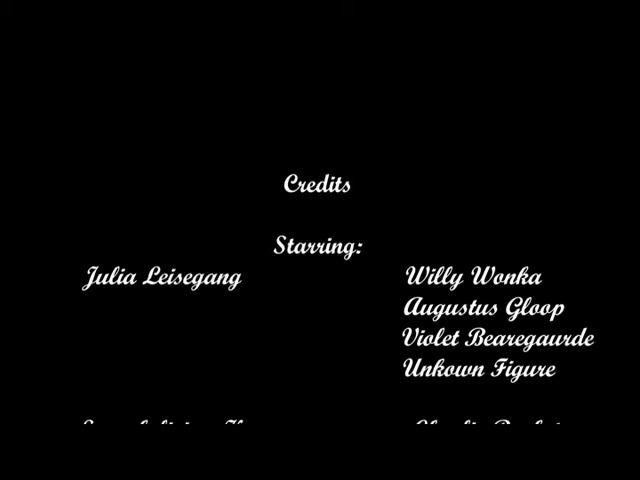 Credits
Starring:
Julia Leisegang Willy Wonka
Augustus Gloop
Violet Bearegaurde
Unkown Figure